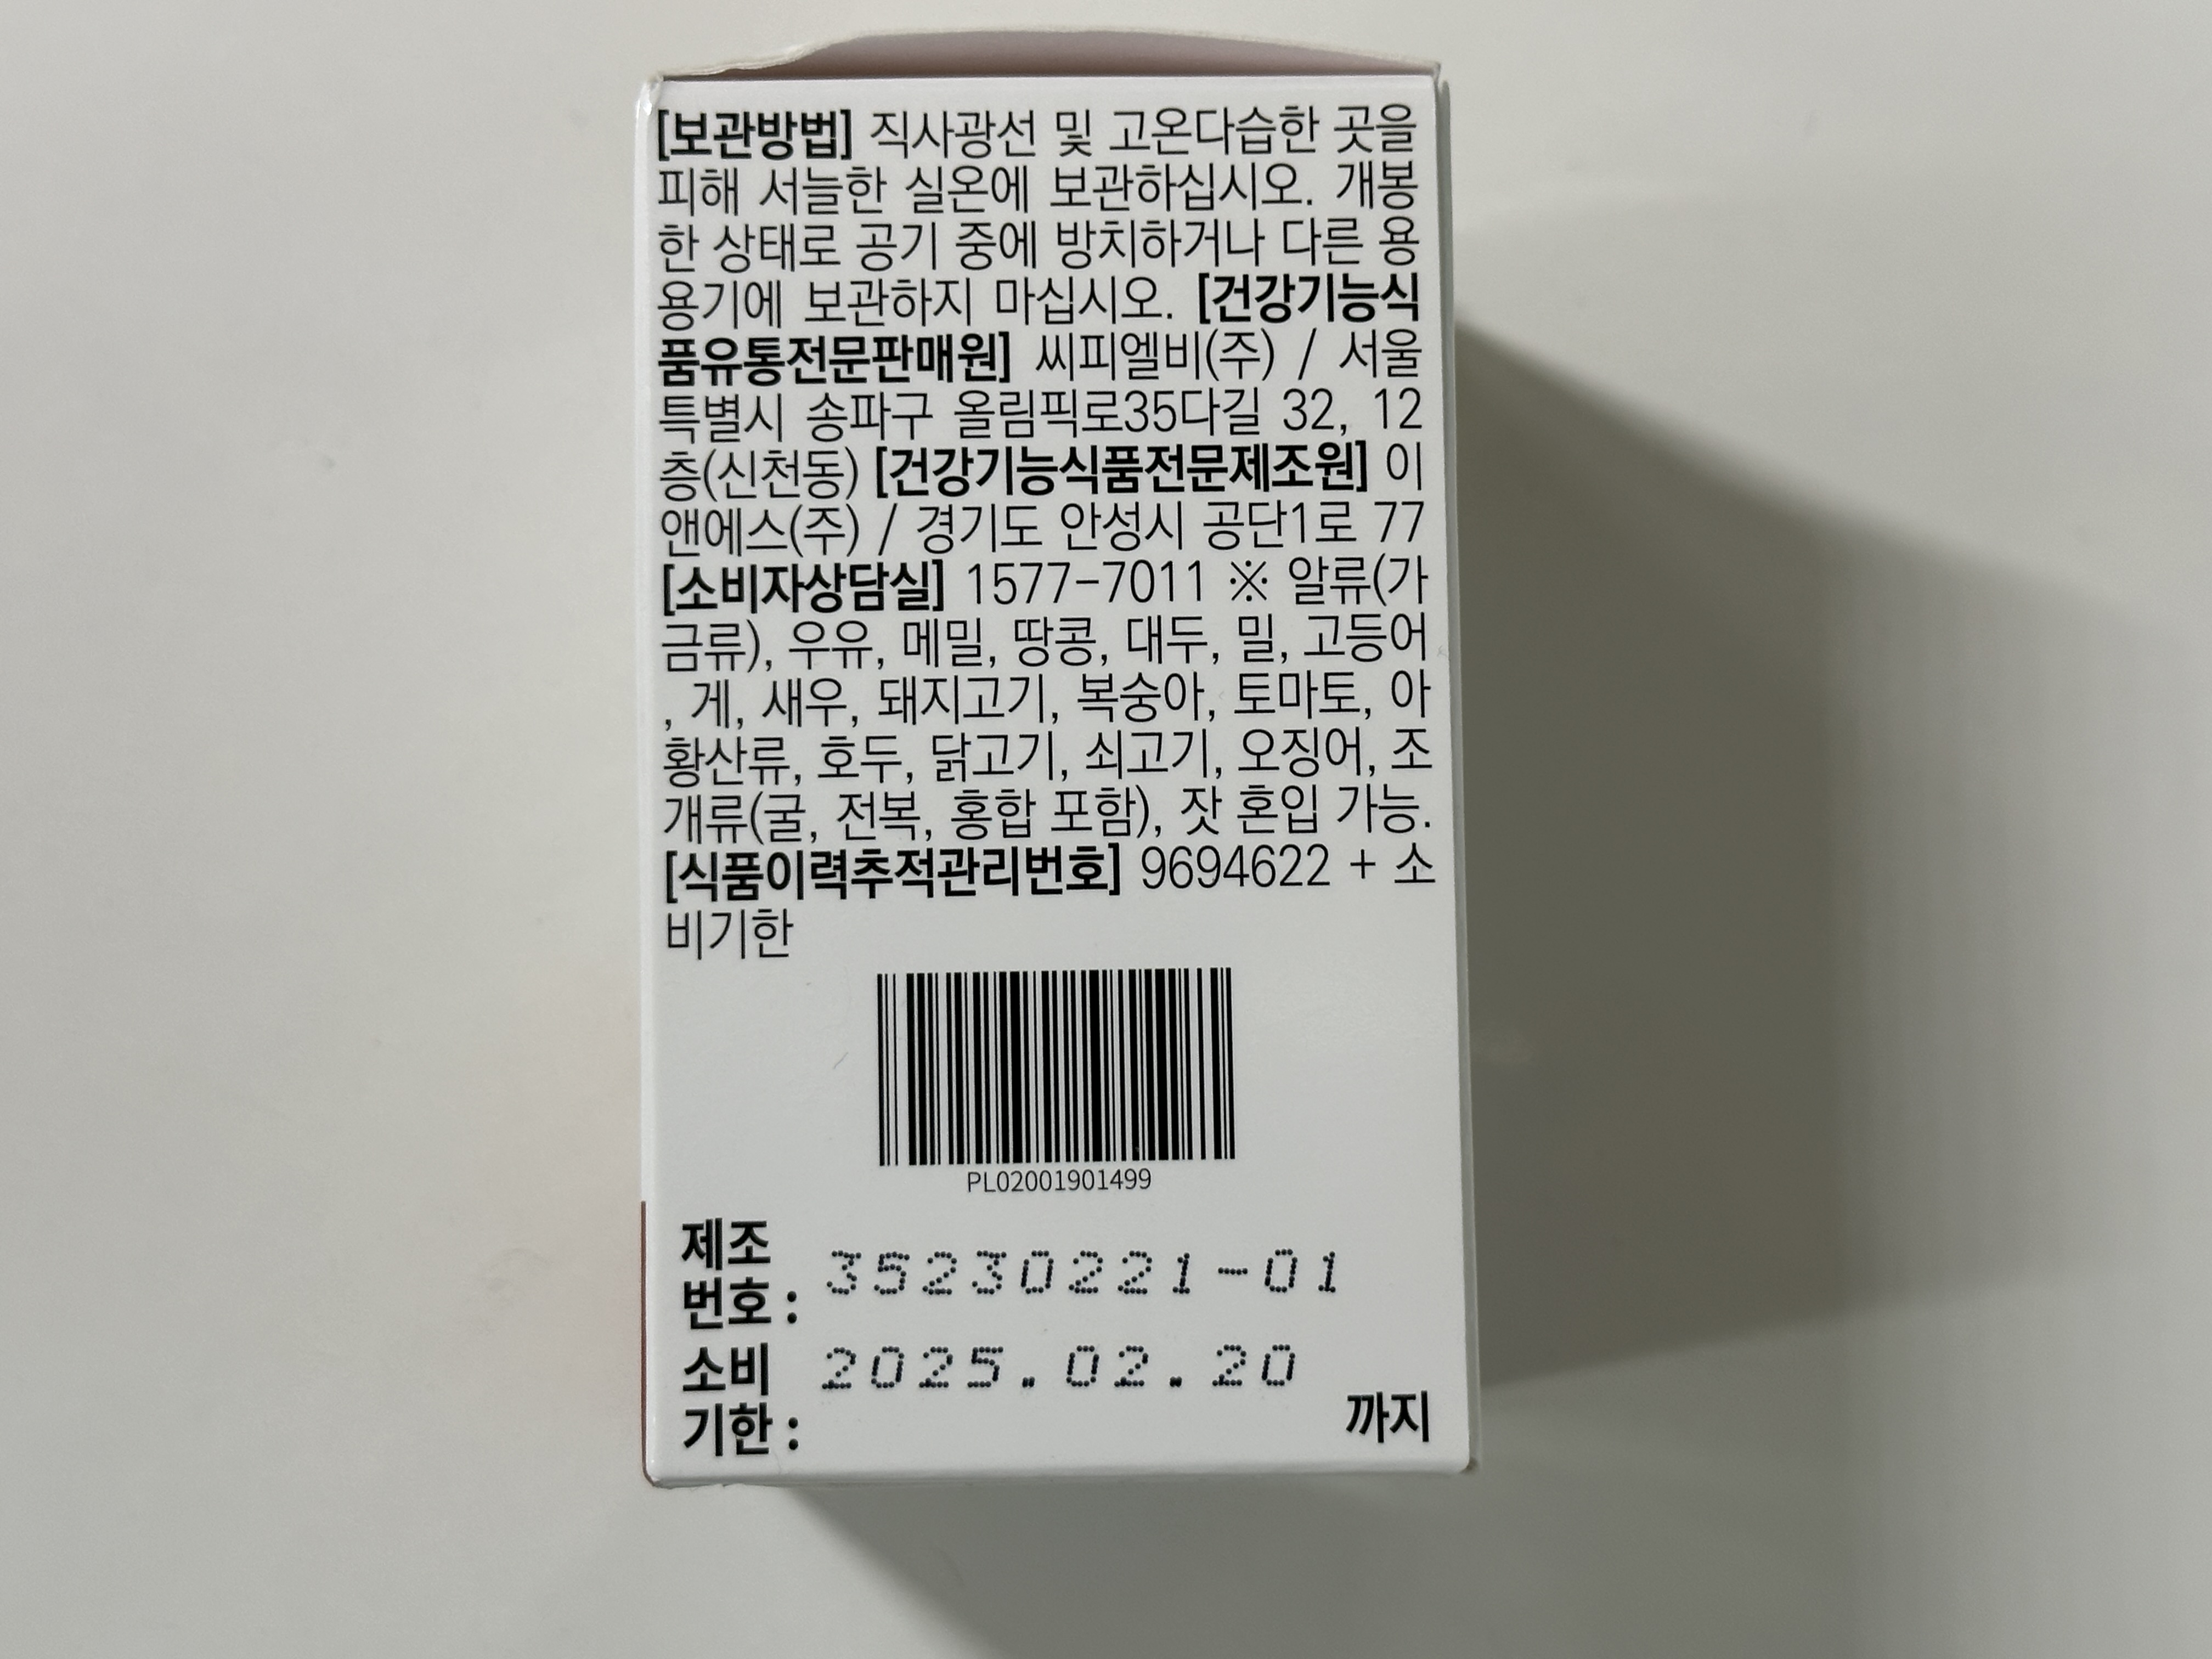 [보관방법] 직사광선 및 고온다습한 곳을
피해 서늘한 실온에 보관하십시오. 개봉
한 상태로 공기 중에 방치하거나 다른 용
용기에 보관하지 마십시오. [건강기능식
품유통전문판매원] 씨피엘비(주) / 서울
특별시 송파구 올림픽로35다길 32, 12
층(신천동) [건강기능식품전문제조원] 이
앤에스(주) / 경기도 안성시 공단1로 77
[소비자상담실] 1577-7011 ※ 알류(가
금류), 우유, 메밀, 땅콩, 대두, 밀, 고등어
, 게, 새우, 돼지고기, 복숭아, 토마토, 아
황산류, 호두, 닭고기, 쇠고기, 오징어, 조
개류(굴, 전복, 홍합 포함), 잣 혼입 가능.
[식품이력추적관리번호] 9694622 + 소
비기한
PL02001901499
제조
번호 : 35230221-01
소비
기한 : 2025.02.20
까지